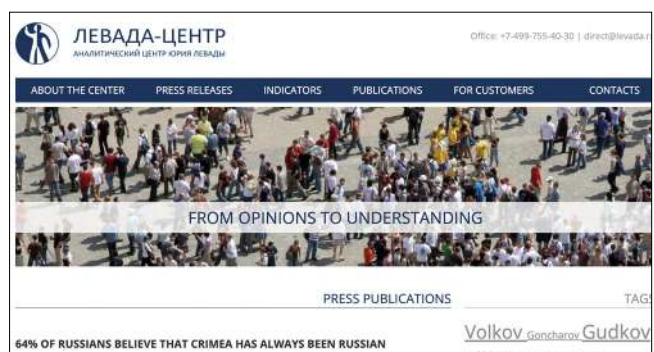 ЛЕВАДА-ЦЕНТР
АНАЛИТИЧЕСКИЙ ЦЕНТР ЮРИЯ ЛЕВАДЫ
Office: +7-499-755-40-30 | direct@levada.r
ABOUT THE CENTER PRESS RELEASES INDICATORS PUBLICATIONS FOR CUSTOMERS CONTACTS
FROM OPINIONS TO UNDERSTANDING
PRESS PUBLICATIONS
TAGS
64% OF RUSSIANS BELIEVE THAT CRIMEA HAS ALWAYS BEEN RUSSIAN
Volkov Goncharov Gudkov